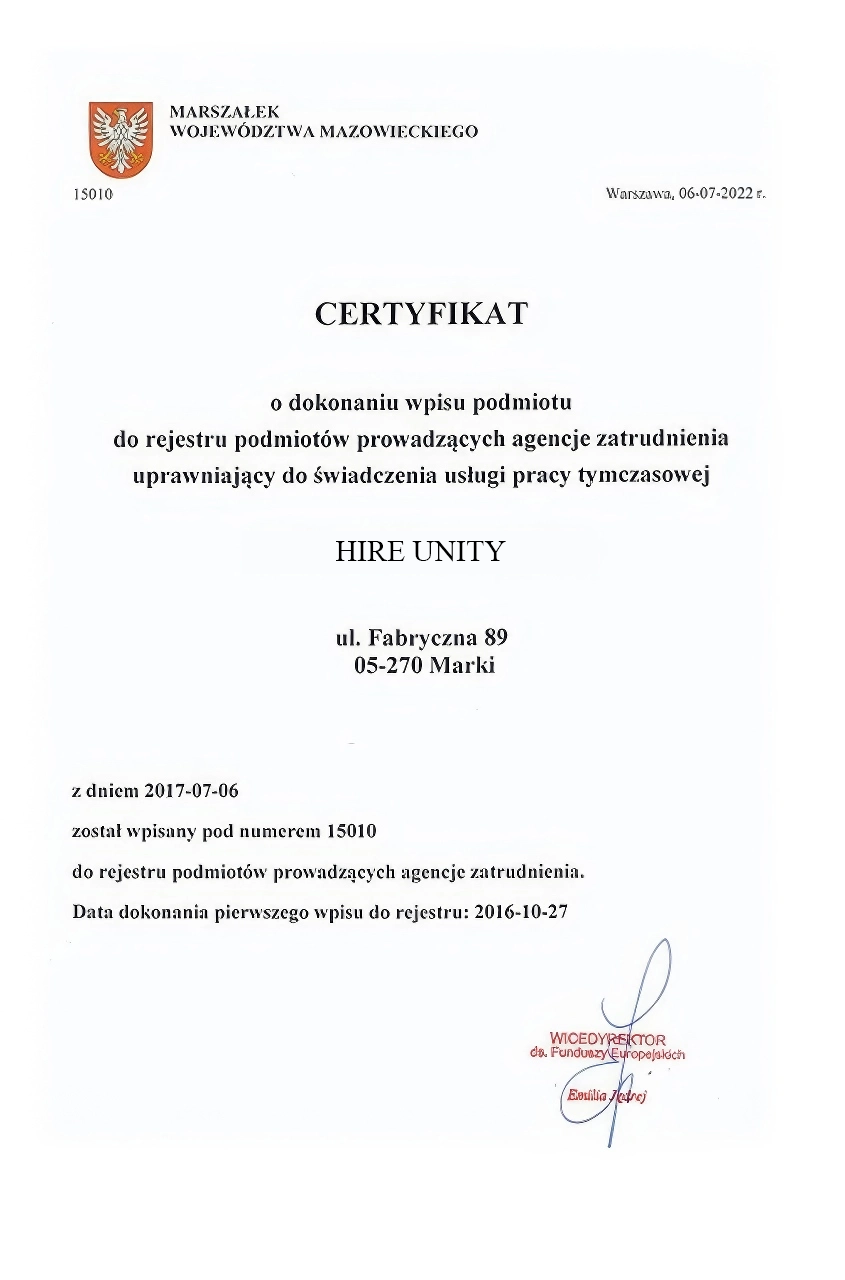 MARSZAŁEK
WOJEWÓDZTWA MAZOWIECKIEGO
15010
Warszawa, 06-07-2022 r.
CERTYFIKAT
o dokonaniu wpisu podmiotu
do rejestru podmiotów prowadzących agencje zatrudnienia
uprawniający do świadczenia usługi pracy tymczasowej
HIRE UNITY
ul. Fabryczna 89
05-270 Marki
z dniem 2017-07-06
został wpisany pod numerem 15010
do rejestru podmiotów prowadzących agencje zatrudnienia.
Data dokonania pierwszego wpisu do rejestru: 2016-10-27
WICEDYREKTOR
ds. Funduszy Europejskich
Emilia